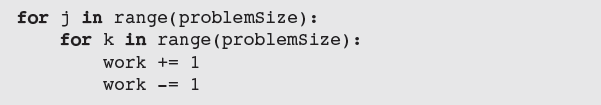 for j in range(problemSize):
    for k in range(problemSize):
        work += 1
        work -= 1